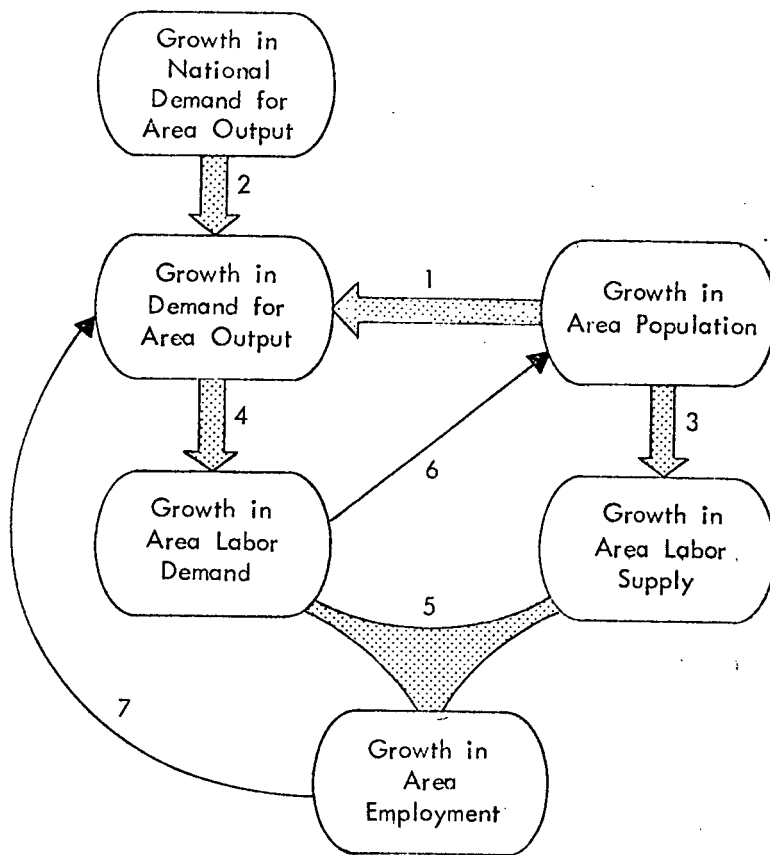 Growth in
National
Demand for
Area Output
2
Growth in
Demand for
Area Output
1
Growth in
Area Population
4
3
6
Growth in
Area Labor
Demand
Growth in
Area Labor
Supply
5
7
Growth in
Area
Employment